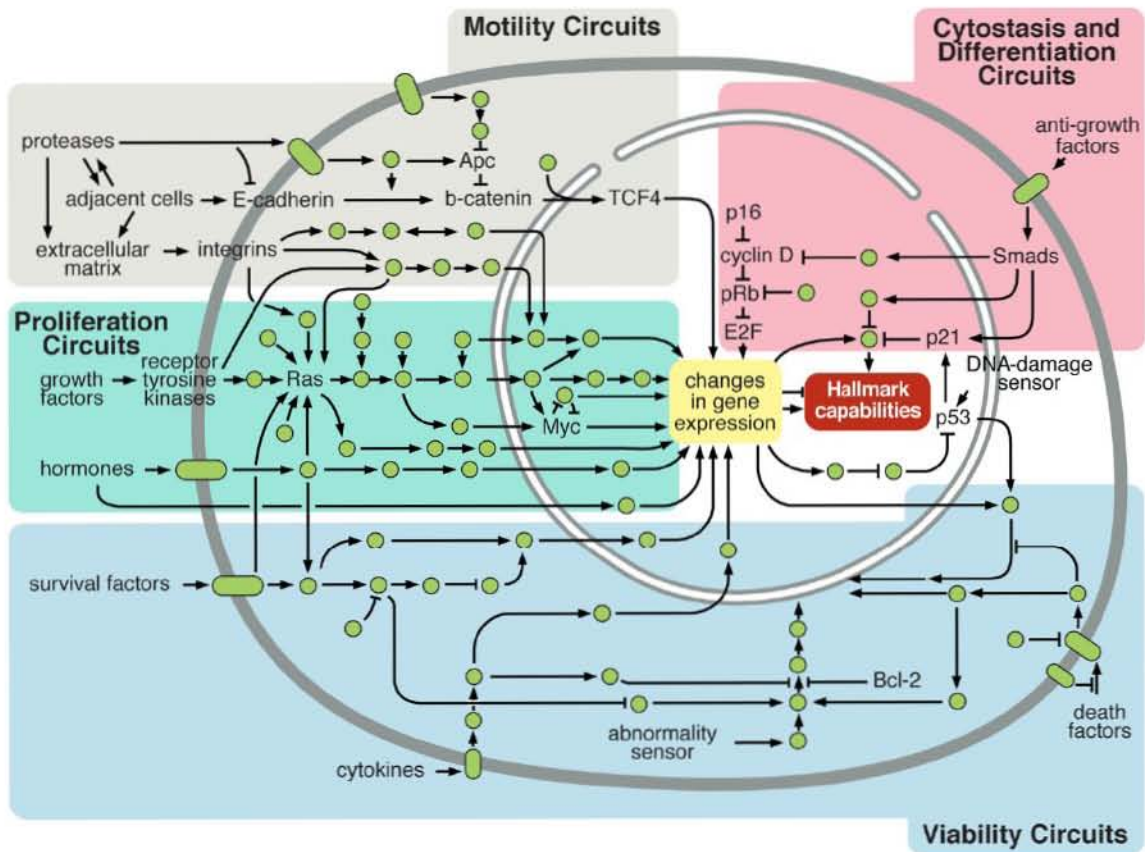 Motility Circuits
Cytostasis and
Differentiation
Circuits
proteases
adjacent cells
extracellular
matrix
E-cadherin
integrins
Apc
b-catenin
TCF4
anti-growth
factors
p16
cyclin D
pRb
E2F
Smads
p21
DNA-damage
sensor
p53
Proliferation
Circuits
growth
factors
receptor
tyrosine
kinases
Ras
Myc
hormones
changes
in gene
expression
Hallmark
capabilities
survival factors
Bcl-2
abnormality
sensor
cytokines
death
factors
Viability Circuits